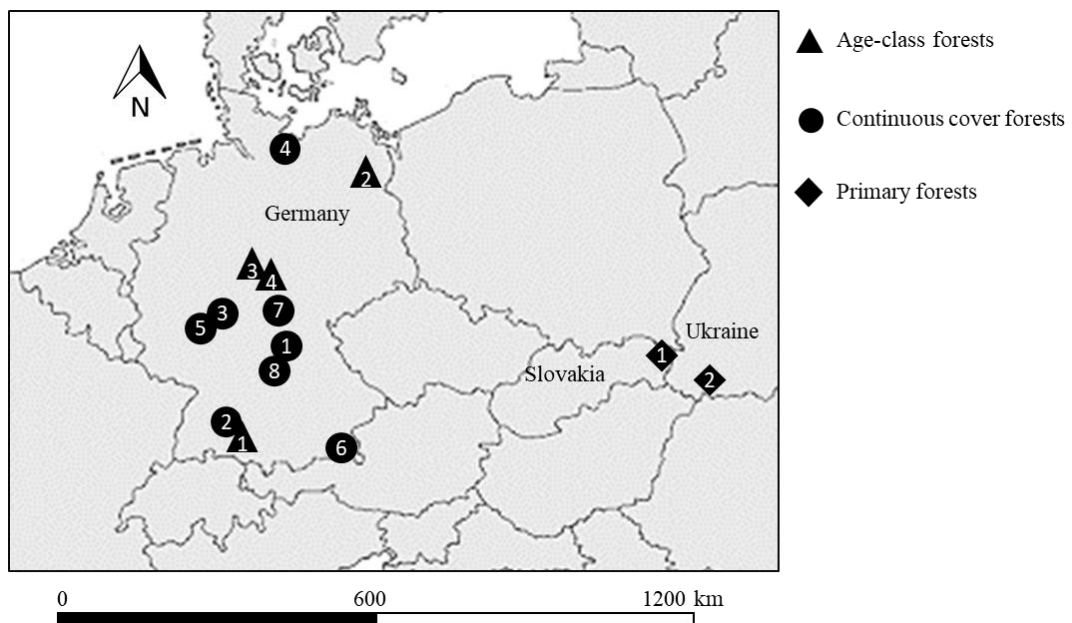 Age-class forests
N
Continuous cover forests
4
2
Primary forests
Germany
3
4
7
3
5
Ukraine
1
1
8
Slovakia
2
2
1
6
0 600 1200 km